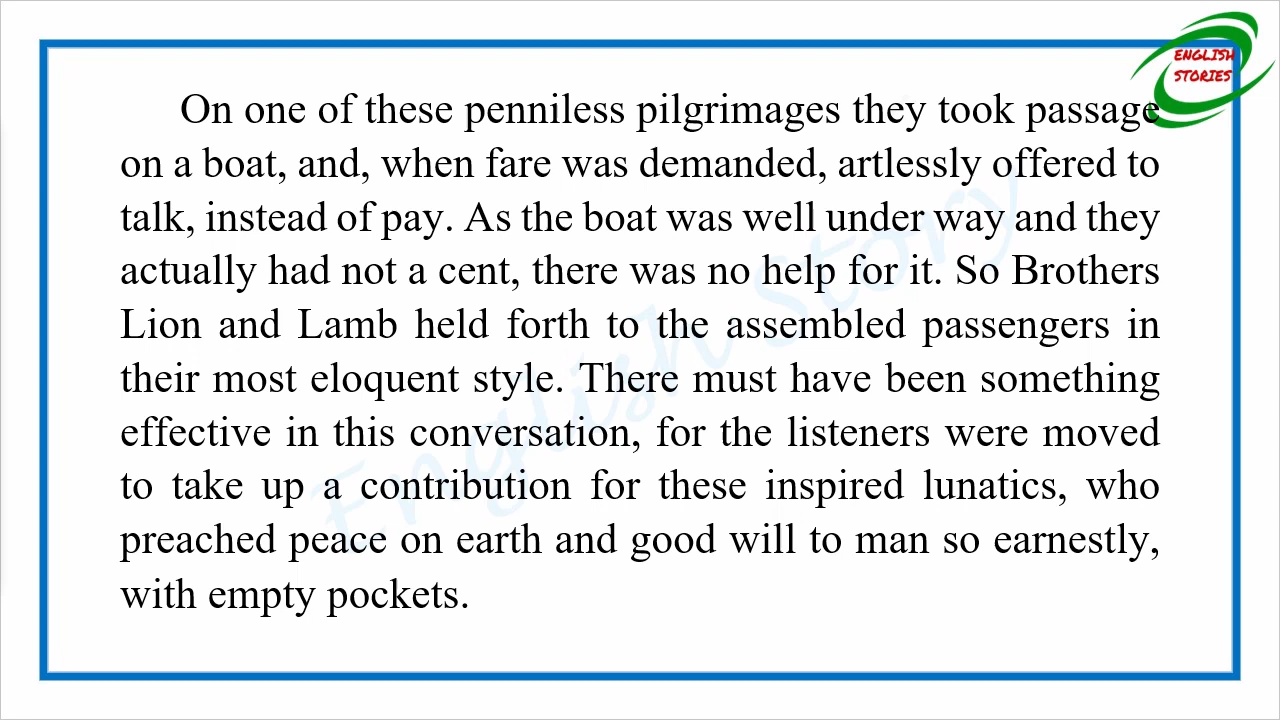 ENGLISH
STORIES
On one of these penniless pilgrimages they took passage
on a boat, and, when fare was demanded, artlessly offered to
talk, instead of pay. As the boat was well under way and they
actually had not a cent, there was no help for it. So Brothers
Lion and Lamb held forth to the assembled passengers in
their most eloquent style. There must have been something
effective in this conversation, for the listeners were moved
to take up a contribution for these inspired lunatics, who
preached peace on earth and good will to man so earnestly,
with empty pockets.
English Story